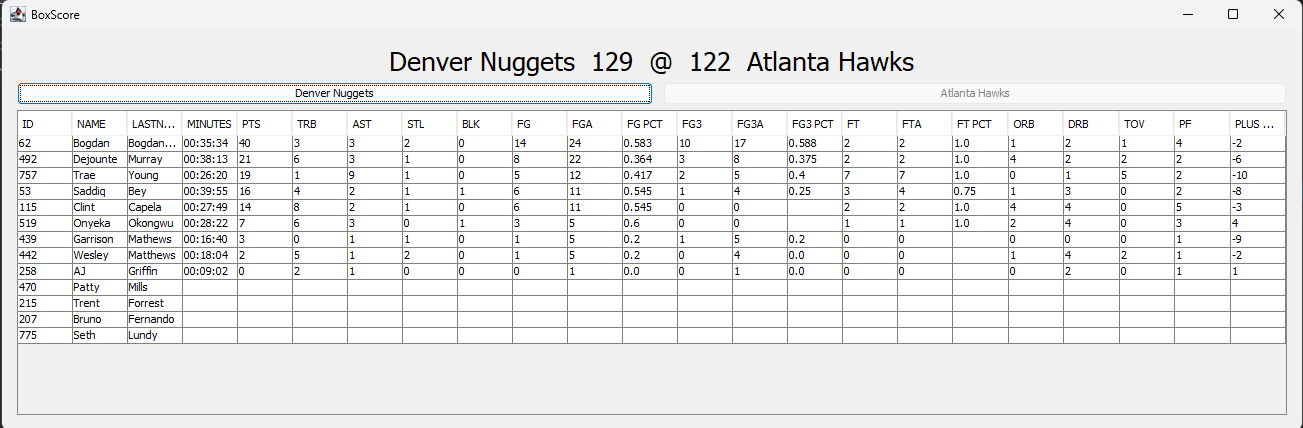 BoxScore
Denver Nuggets 129 @ 122 Atlanta Hawks
Denver Nuggets Atlanta Hawks
ID NAME LASTN... MINUTES PTS TRB AST STL BLK FG FGA FG PCT FG3 FG3A FG3 PCT FT FTA FT PCT ORB DRB TOV PF PLUS ...
62 Bogdan Bogdan... 00:35:34 40 3 3 2 0 14 24 0.583 10 17 0.588 2 2 1.0 1 2 1 4 -2
492 Dejounte Murray 00:38:13 21 6 3 1 0 8 22 0.364 3 8 0.375 2 2 1.0 4 2 2 2 -6
757 Trae Young 00:26:20 19 1 9 1 0 5 12 0.417 2 5 0.4 7 7 1.0 0 1 5 2 -10
53 Saddiq Bey 00:39:55 16 4 2 1 1 6 11 0.545 1 4 0.25 3 4 0.75 1 3 0 2 -8
115 Clint Capela 00:27:49 14 8 2 1 0 6 11 0.545 0 0 2 2 1.0 4 4 0 5 -3
519 Onyeka Okongwu 00:28:22 7 6 3 0 1 3 5 0.6 0 0 1 1 1.0 2 4 0 3 4
439 Garrison Mathews 00:16:40 3 0 1 1 0 1 5 0.2 1 5 0.2 0 0 0 0 0 1 -9
442 Wesley Matthews 00:18:04 2 5 1 2 0 1 5 0.2 0 4 0.0 0 0 1 4 2 1 -2
258 AJ Griffin 00:09:02 0 2 1 0 0 0 1 0.0 0 1 0.0 0 0 0 2 0 1 1
470 Patty Mills
215 Trent Forrest
207 Bruno Fernando
775 Seth Lundy